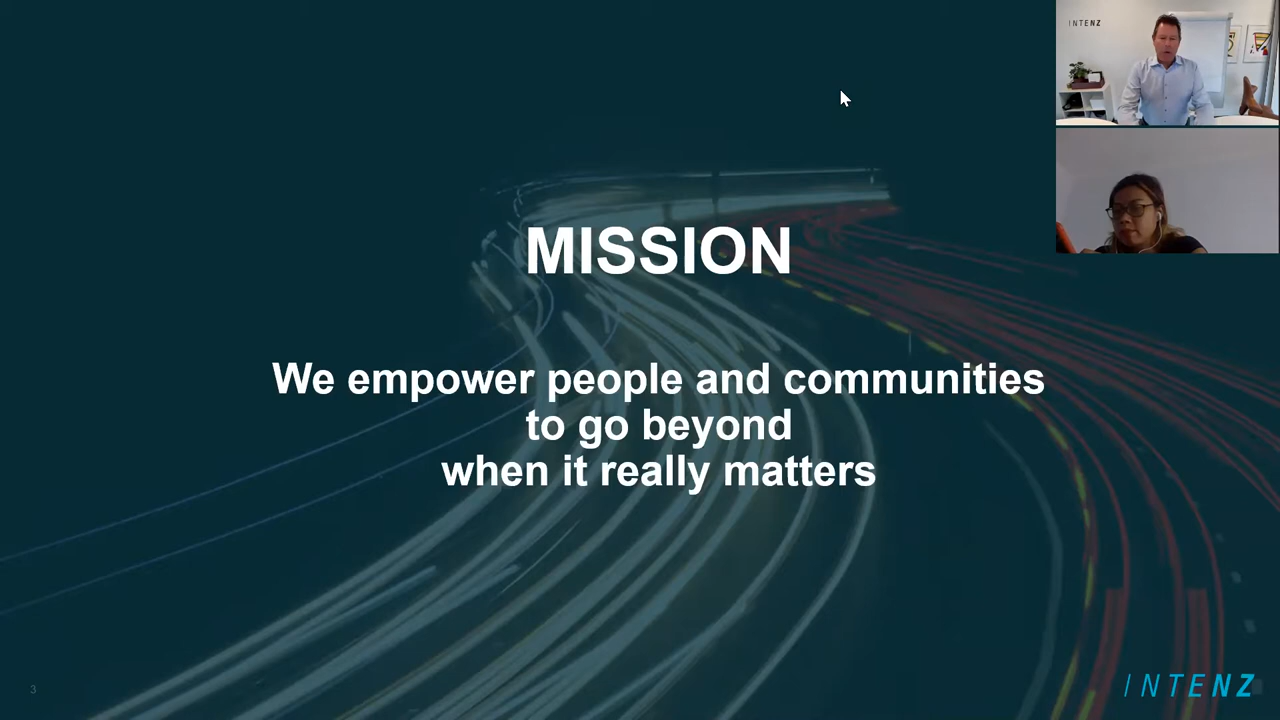 INTENZ
MISSION
We empower people and communities
to go beyond
when it really matters
3
INTENZ